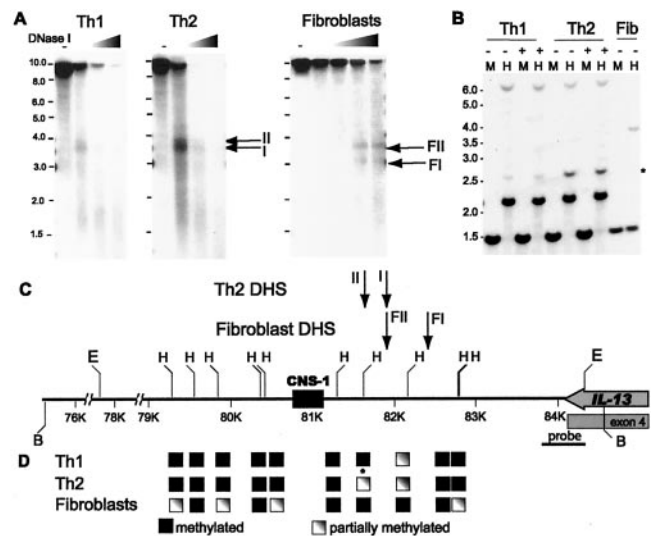 A
Th1
Th2
Fibroblasts
DNase I
-
-
-
10.0
5.0
4.0
3.0
2.0
1.5
II
I
FII
FI
B
Th1
Th2
Fib
- - + + - - + + - -
M H M H M H M H M H
6.0
5.0
4.0
3.5
3.0
2.5
2.0
1.5
*
C
II I
Th2 DHS
FII FI
Fibroblast DHS
E H H H H H H H H H E
CNS-1
IL-13
76K 78K 79K 80K 81K 82K 83K 84K
exon 4
B
probe
B
D
Th1
*
Th2
Fibroblasts
methylated
partially methylated